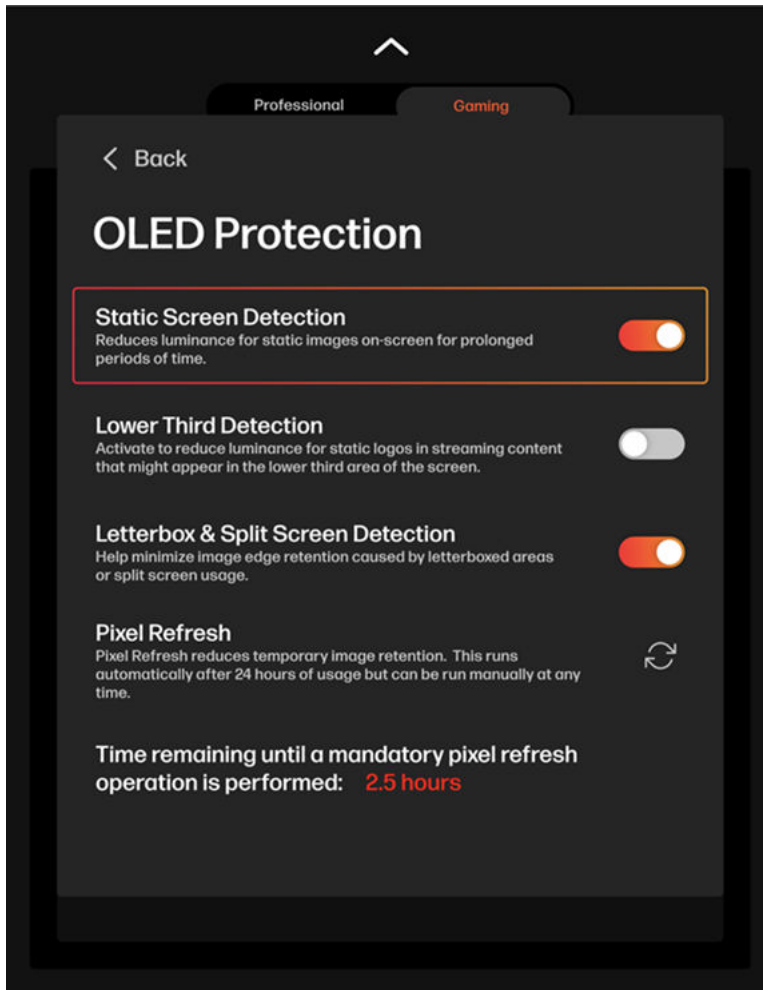 Professional
Gaming
Back
OLED Protection
Static Screen Detection
Reduces luminance for static images on-screen for prolonged
periods of time.
Lower Third Detection
Activate to reduce luminance for static logos in streaming content
that might appear in the lower third area of the screen.
Letterbox & Split Screen Detection
Help minimize image edge retention caused by letterboxed areas
or split screen usage.
Pixel Refresh
Pixel Refresh reduces temporary image retention. This runs
automatically after 24 hours of usage but can be run manually at any
time.
Time remaining until a mandatory pixel refresh
operation is performed: 2.5 hours